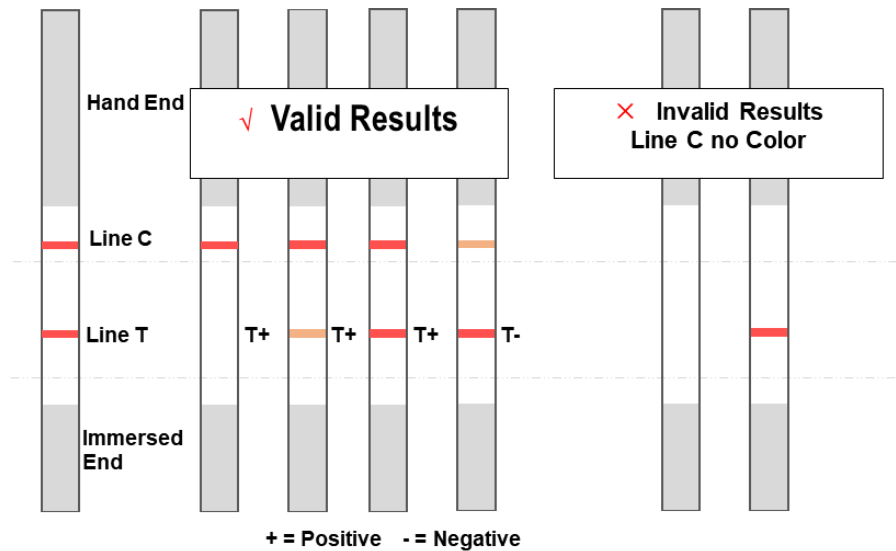 Hand End
√ Valid Results
× Invalid Results
Line C no Color
Line C
Line T
T+
T+
T+
T-
Immersed
End
+ = Positive - = Negative